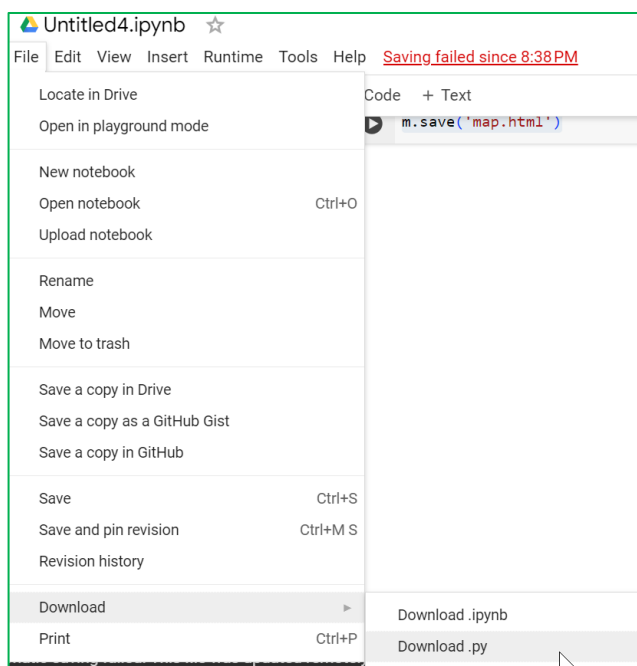 Untitled4.ipynb
File Edit View Insert Runtime Tools Help Saving failed since 8:38 PM
Locate in Drive
Code + Text
Open in playground mode
m.save('map.html')
New notebook
Open notebook Ctrl+O
Upload notebook
Rename
Move
Move to trash
Save a copy in Drive
Save a copy as a GitHub Gist
Save a copy in GitHub
Save Ctrl+S
Save and pin revision Ctrl+M S
Revision history
Download
Download .ipynb
Print Ctrl+P
Download .py